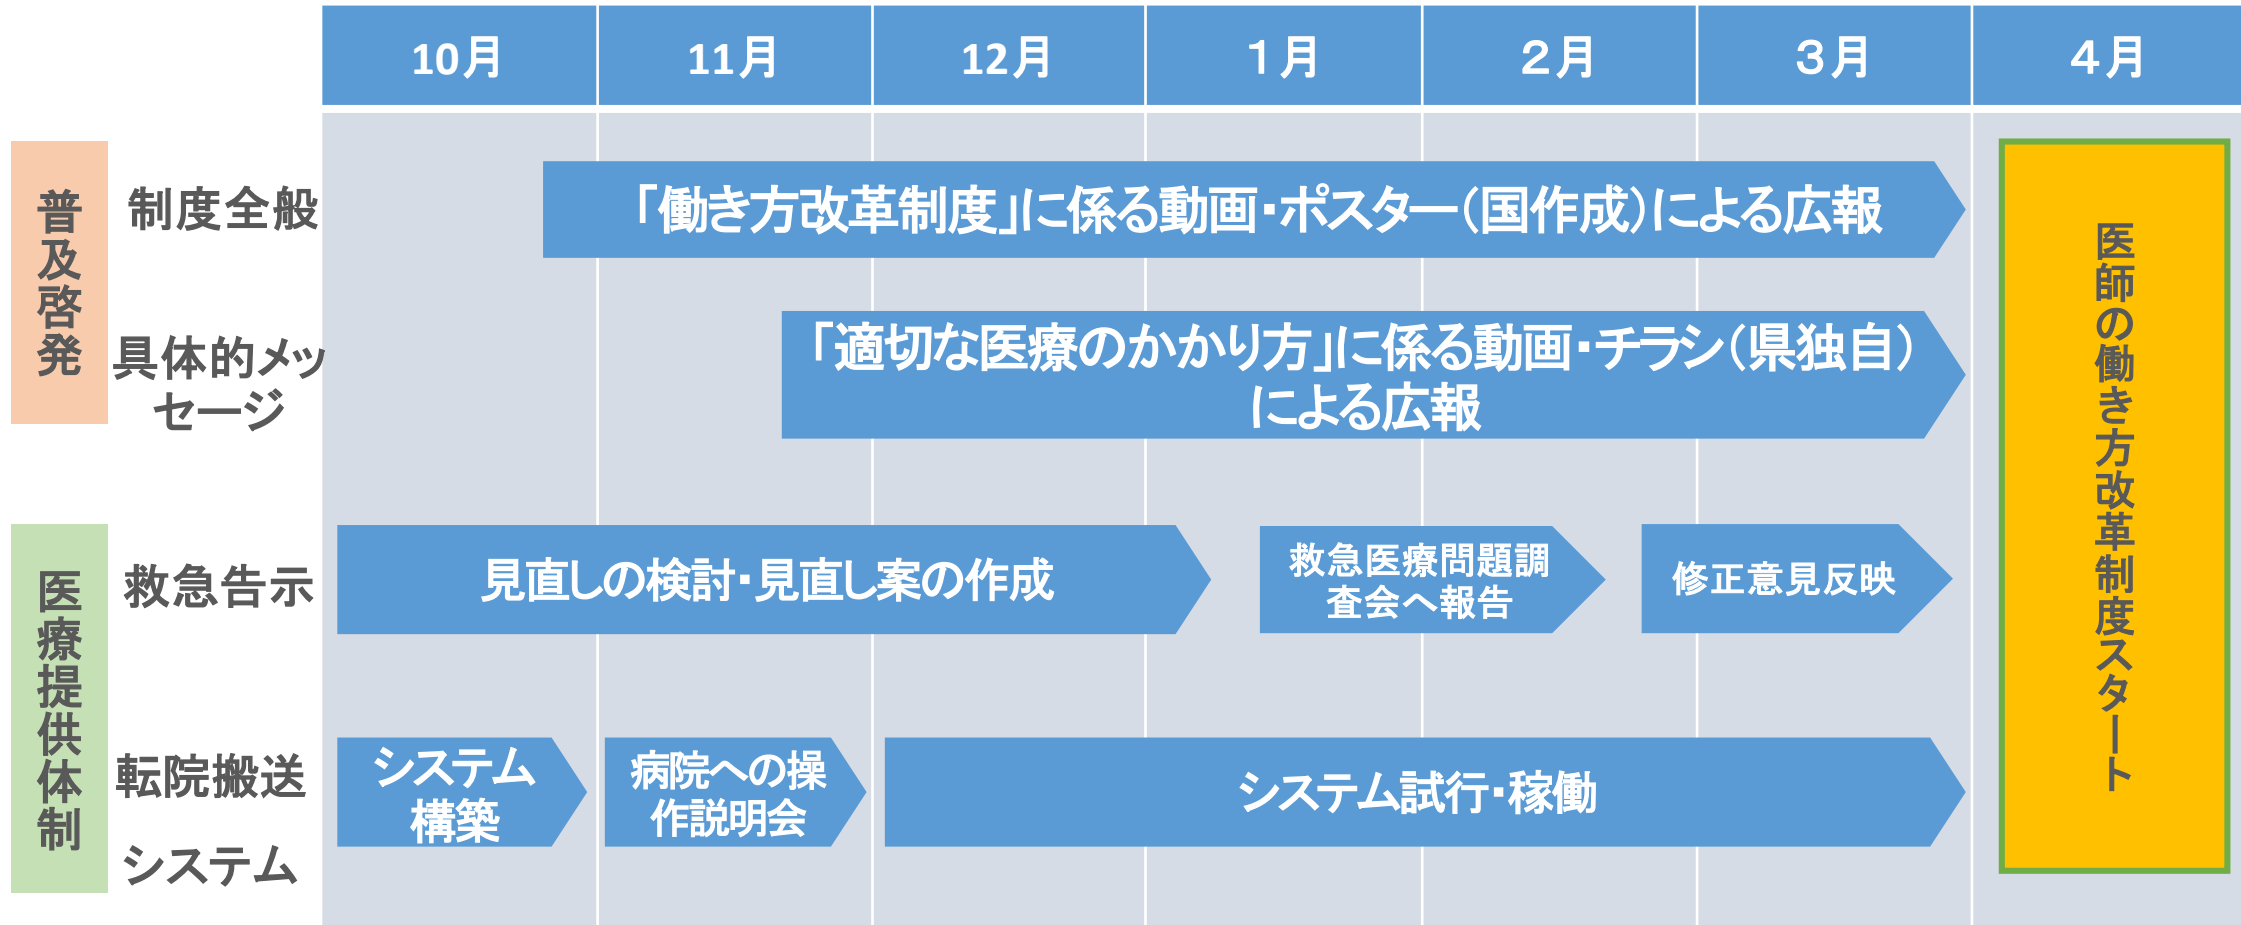 10月 11月 12月 １月 ２月 ３月 ４月
普及啓発
制度全般
「働き方改革制度」に係る動画・ポスター（国作成）による広報
具体的メッ
セージ
「適切な医療のかかり方」に係る動画・チラシ（県独自）
による広報
医療提供体制
救急告示
見直しの検討・見直し案の作成
救急医療問題調
査会へ報告
修正意見反映
転院搬送
システム
システム
構築
病院への操
作説明会
システム試行・稼働
医師の働き方改革制度スタート